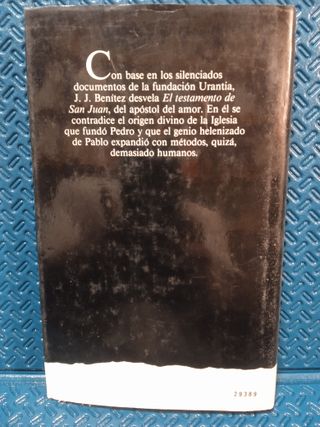 Con base en los silenciados
documentos de la fundación Urantia,
J. J. Benítez desvela El testamento de
San Juan, del apóstol del amor. En él se
contradice el origen divino de la Iglesia
que fundó Pedro y que el genio helenizado
de Pablo expandió con métodos, quizá,
demasiado humanos.
29389